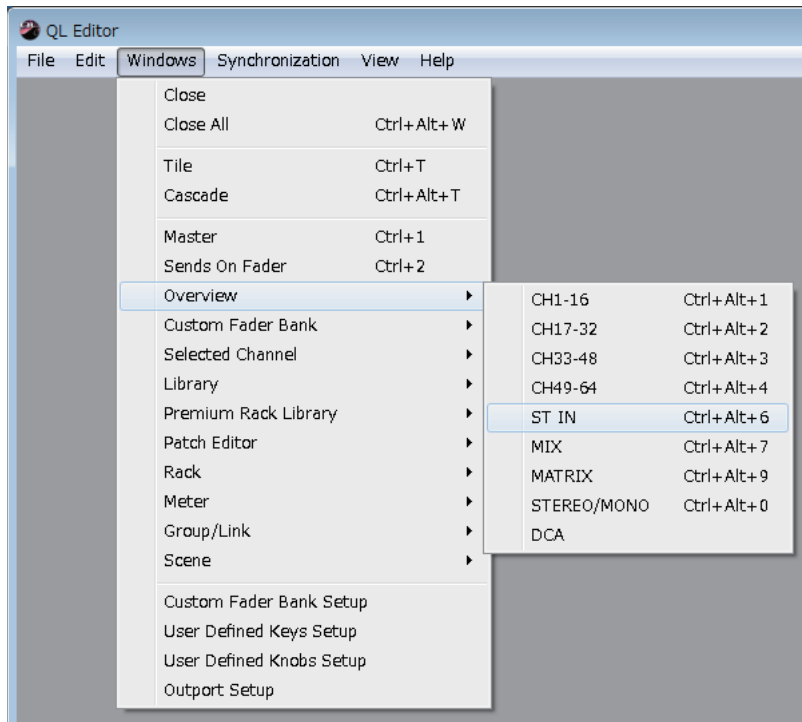 QL Editor
File Edit Windows Synchronization View Help
Close
Close All Ctrl+Alt+W
Tile Ctrl+T
Cascade Ctrl+Alt+T
Master Ctrl+1
Sends On Fader Ctrl+2
Overview
Custom Fader Bank
Selected Channel
Library
Premium Rack Library
Patch Editor
Rack
Meter
Group/Link
Scene
Custom Fader Bank Setup
User Defined Keys Setup
User Defined Knobs Setup
Outport Setup
CH1-16 Ctrl+Alt+1
CH17-32 Ctrl+Alt+2
CH33-48 Ctrl+Alt+3
CH49-64 Ctrl+Alt+4
ST IN Ctrl+Alt+6
MIX Ctrl+Alt+7
MATRIX Ctrl+Alt+9
STEREO/MONO Ctrl+Alt+0
DCA